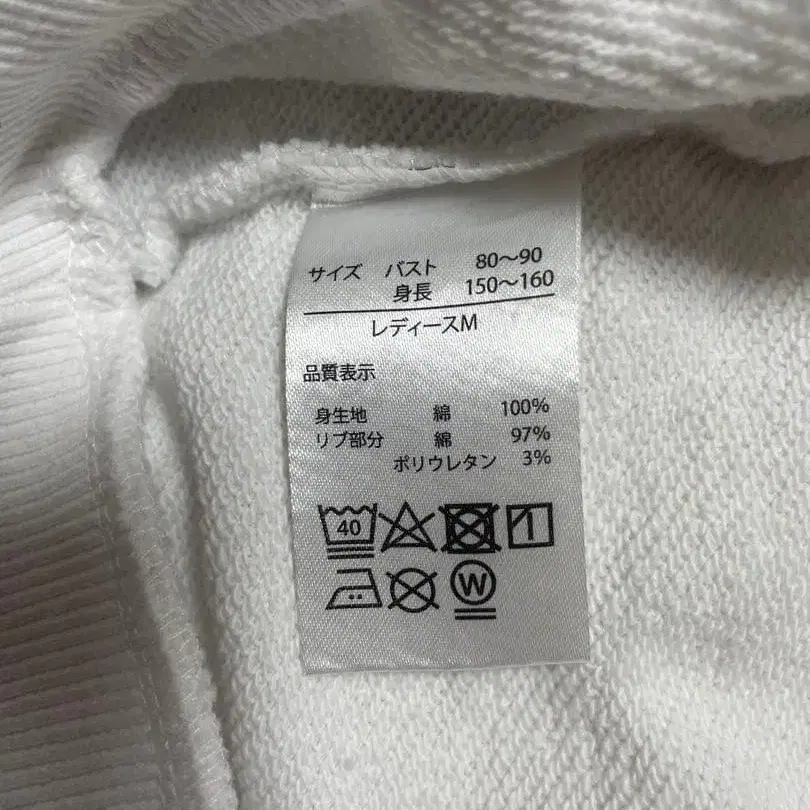 サイズ バスト 80～90
身長 150～160
レディースM
品質表示
身生地 綿 100%
リブ部分 綿 97%
ポリウレタン 3%
40
W